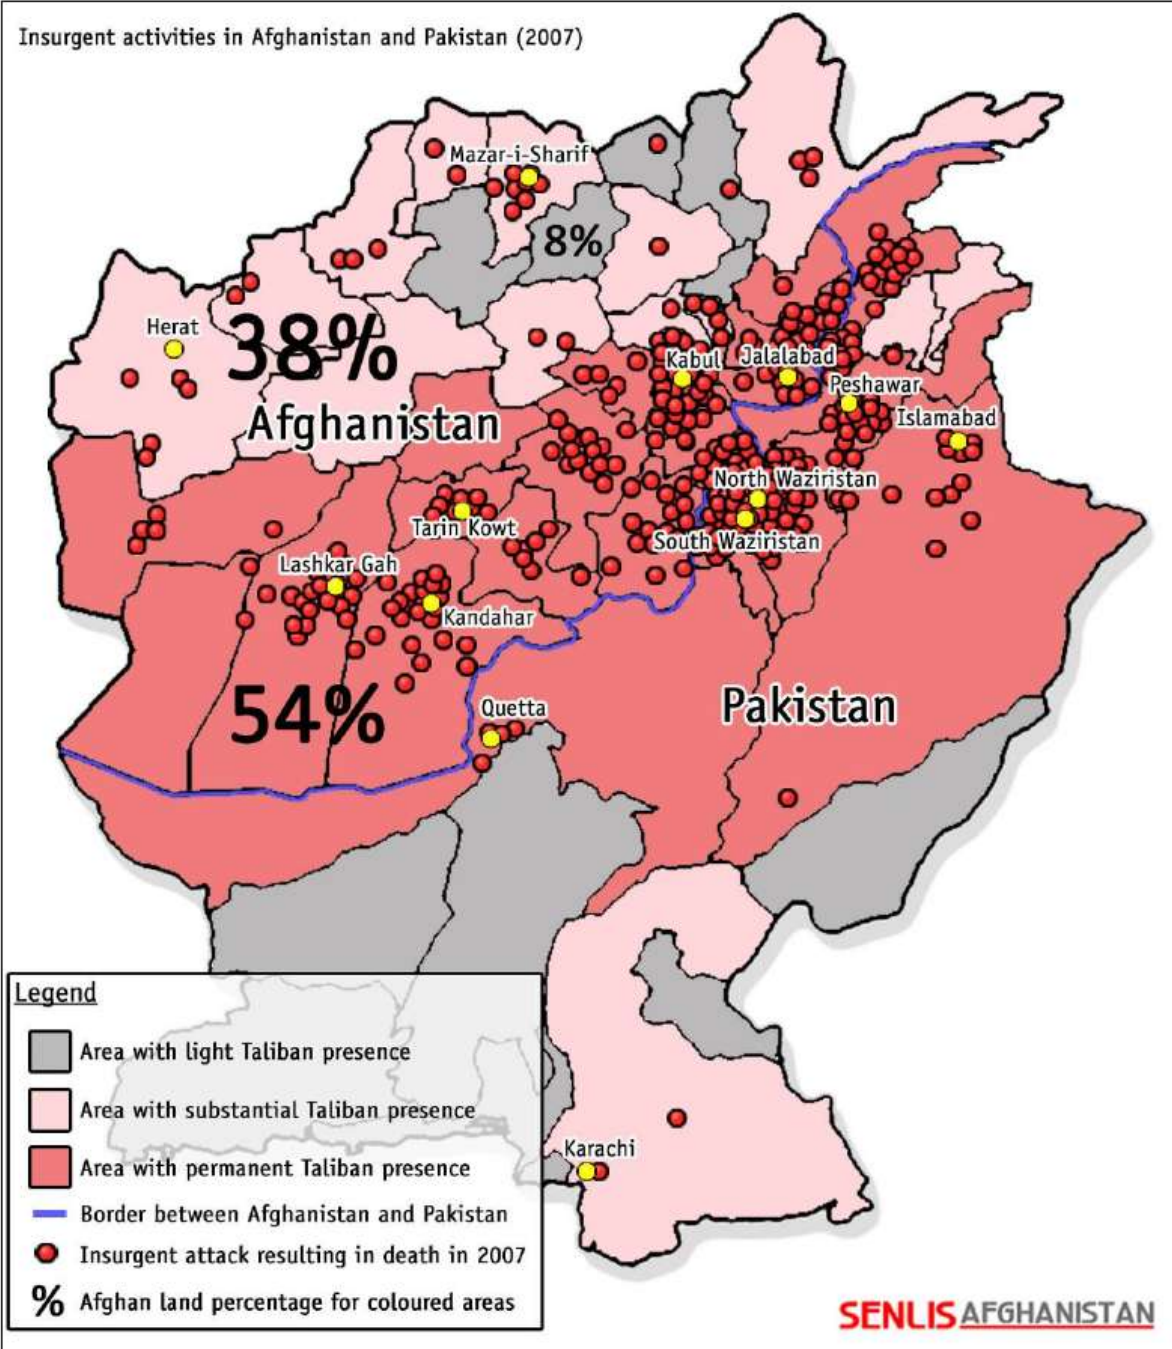 Insurgent activities in Afghanistan and Pakistan (2007)
Mazar-i-Sharif
8%
Herat
38%
Kabul
Jalalabad
Peshawar
Afghanistan
Islamabad
North Waziristan
Tarin Kowt
South Waziristan
Lashkar Gah
Kandahar
54%
Quetta
Pakistan
Legend
Area with light Taliban presence
Area with substantial Taliban presence
Karachi
Area with permanent Taliban presence
Border between Afghanistan and Pakistan
Insurgent attack resulting in death in 2007
% Afghan land percentage for coloured areas
SENLIS AFGHANISTAN